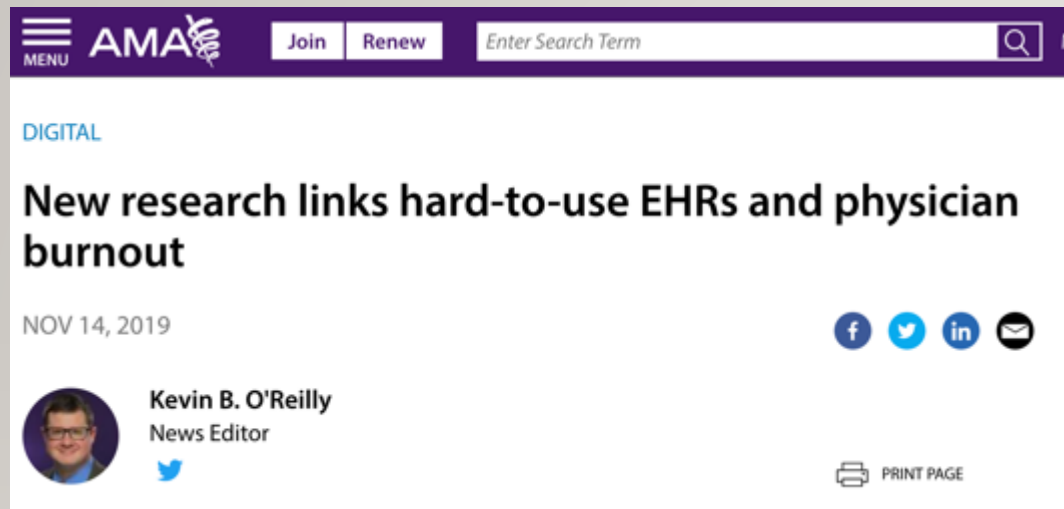 MENU
AMA
Join
Renew
Enter Search Term
DIGITAL
New research links hard-to-use EHRs and physician
burnout
NOV 14, 2019
f
in
Kevin B. O'Reilly
News Editor
PRINT PAGE